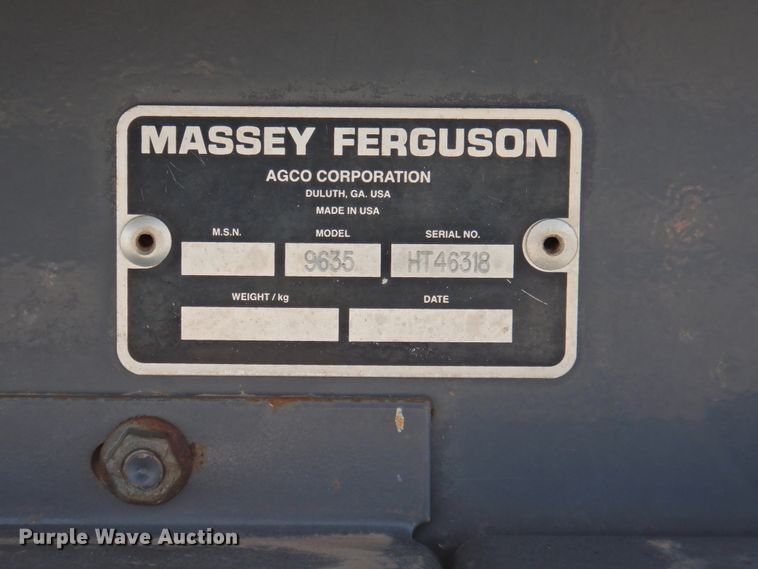 MASSEY FERGUSON
AGCO CORPORATION
DULUTH, GA. USA
MADE IN USA
M.S.N. MODEL SERIAL NO.
9635 HT46318
WEIGHT / kg DATE
Purple Wave Auction